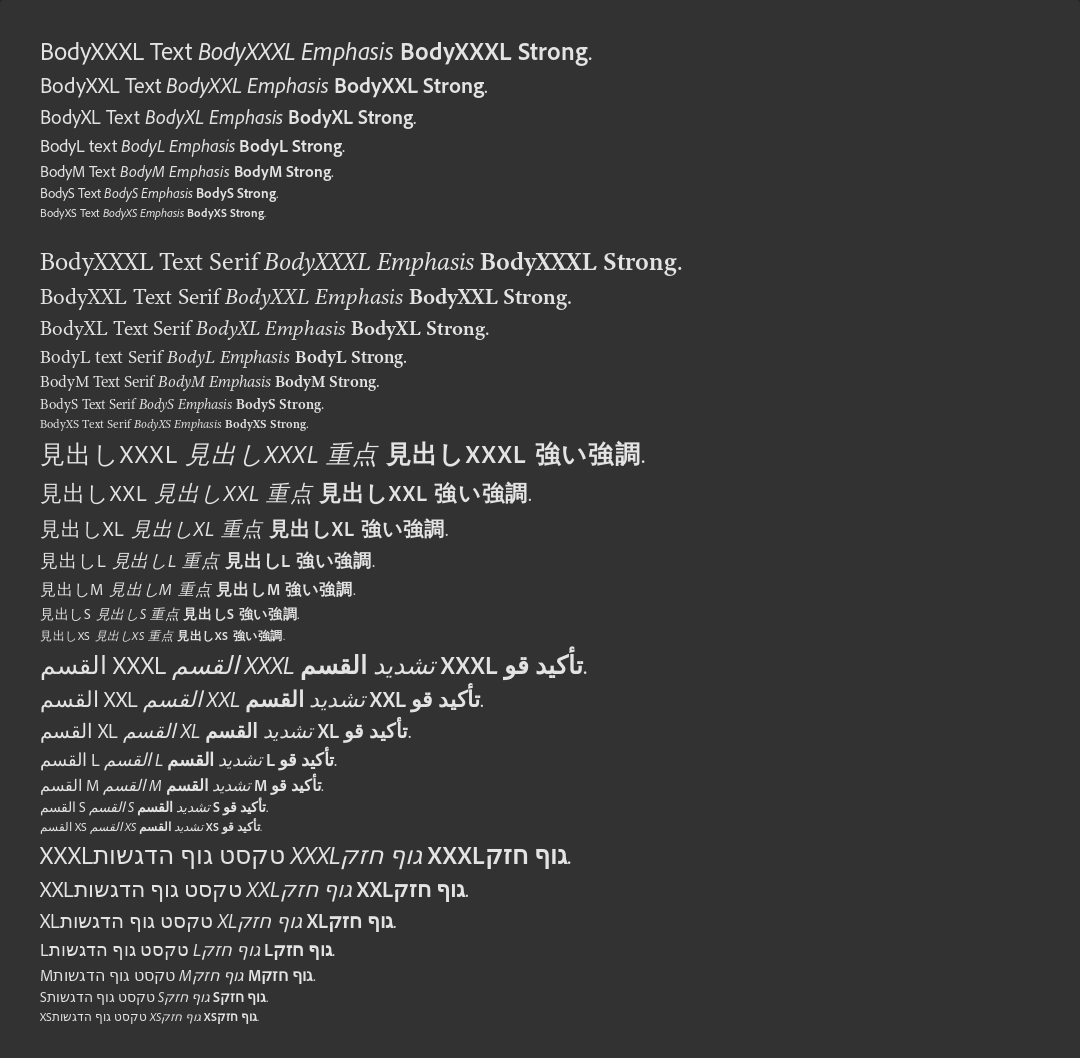 BodyXXXL Text BodyXXXL Emphasis BodyXXXL Strong.
BodyXXL Text BodyXXL Emphasis BodyXXL Strong.
BodyXL Text BodyXL Emphasis BodyXL Strong.
BodyL text BodyL Emphasis BodyL Strong.
BodyM Text BodyM Emphasis BodyM Strong.
BodyS Text BodyS Emphasis BodyS Strong.
BodyXS Text BodyXS Emphasis BodyXS Strong.
BodyXXXL Text Serif BodyXXXL Emphasis BodyXXXL Strong.
BodyXXL Text Serif BodyXXL Emphasis BodyXXL Strong.
BodyXL Text Serif BodyXL Emphasis BodyXL Strong.
BodyL text Serif BodyL Emphasis BodyL Strong.
BodyM Text Serif BodyM Emphasis BodyM Strong.
BodyS Text Serif BodyS Emphasis BodyS Strong.
BodyXS Text Serif BodyXS Emphasis BodyXS Strong.
見出しXXXL 見出しXXXL 重点 見出しXXXL 強い強調.
見出しXXL 見出しXXL 重点 見出しXXL 強い強調.
見出しXL 見出しXL 重点 見出しXL 強い強調.
見出しL 見出しL 重点 見出しL 強い強調.
見出しM 見出しM 重点 見出しM 強い強調.
見出しS 見出しS 重点 見出しS 強い強調.
見出しXS 見出しXS 重点 見出しXS 強い強調.
القسم XXXL القسم XXXL تشديد القسم XXXL تأكيد قو.
القسم XXL القسم XXL تشديد القسم XXL تأكيد قو.
القسم XL القسم XL تشديد القسم XL تأكيد قو.
القسم L القسم L تشديد القسم L تأكيد قو.
القسم M القسم M تشديد القسم M تأكيد قو.
القسم S القسم S تشديد القسم S تأكيد قو.
القسم XS القسم XS تشديد القسم XS تأكيد قو.
XXXLטקסט גוף הדגשות XXXLגוף חזק XXXLגוף חזק.
XXLטקסט גוף הדגשות XXLגוף חזק XXLגוף חזק.
XLטקסט גוף הדגשות XLגוף חזק XLגוף חזק.
Lטקסט גוף הדגשות Lגוף חזק Lגוף חזק.
Mטקסט גוף הדגשות Mגוף חזק Mגוף חזק.
Sטקסט גוף הדגשות Sגוף חזק Sגוף חזק.
XSטקסט גוף הדגשות XSגוף חזק XSגוף חזק.